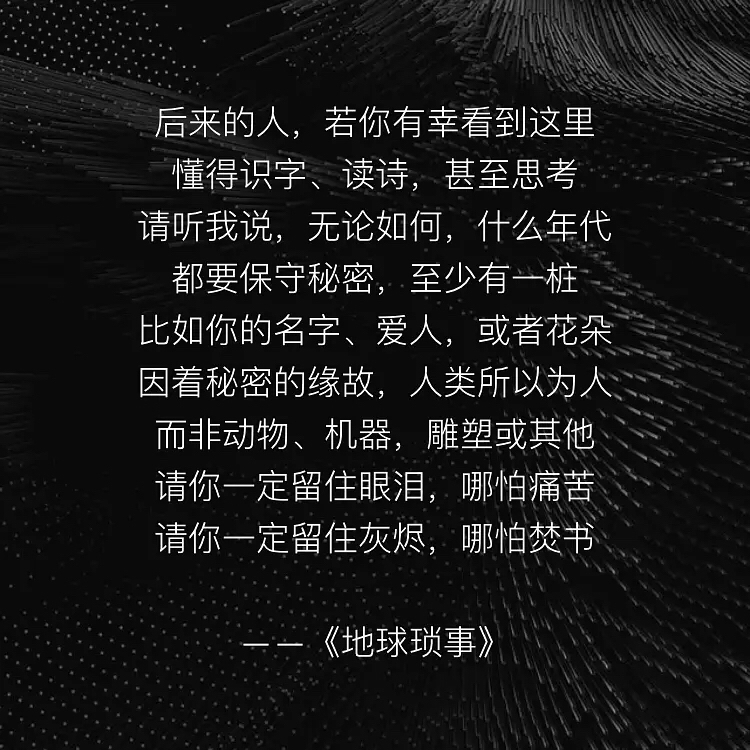 后来的人，若你有幸看到这里
懂得识字、读诗，甚至思考
请听我说，无论如何，什么年代
都要保守秘密，至少有一桩
比如你的名字、爱人，或者花朵
因着秘密的缘故，人类所以为人
而非动物、机器，雕塑或其他
请你一定留住眼泪，哪怕痛苦
请你一定留住灰烬，哪怕焚书
——《地球琐事》